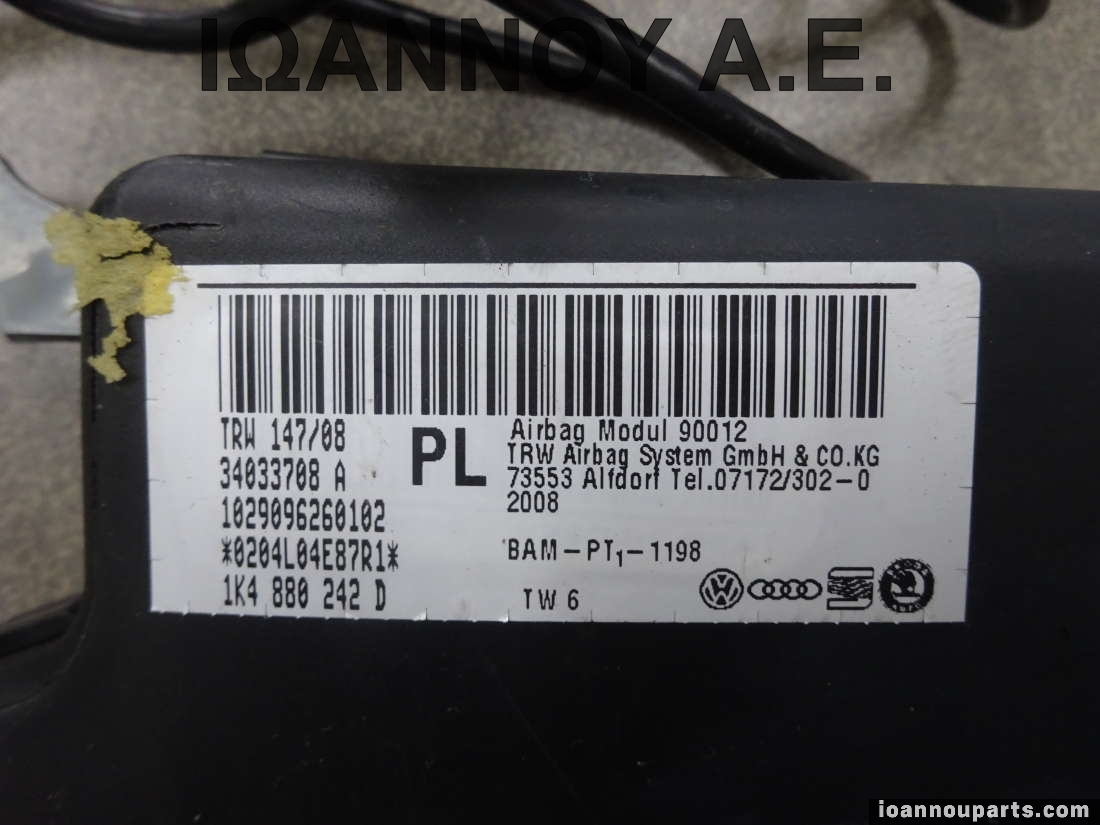 ΙΩΑΝΝΟΥ Α.Ε.
TRW 147/08
34033708 A
1029096260102
*0204L04E87R1*
1K4 880 242 D
PL
Airbag Modul 90012
TRW Airbag System GmbH & CO.KG
73553 Alfdorf Tel.07172/302-0
2008
BAM-PT1-1198
TW 6
ioannouparts.com